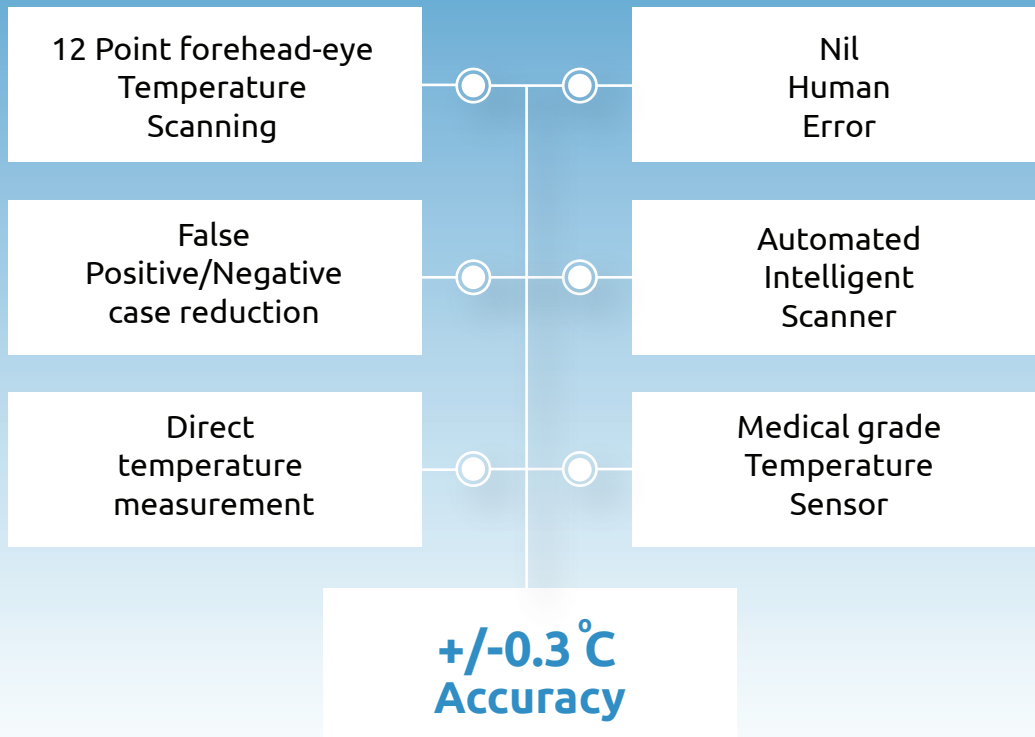 12 Point forehead-eye
Temperature
Scanning
Nil
Human
Error
False
Positive/Negative
case reduction
Automated
Intelligent
Scanner
Direct
temperature
measurement
Medical grade
Temperature
Sensor
+/-0.3 °C
Accuracy